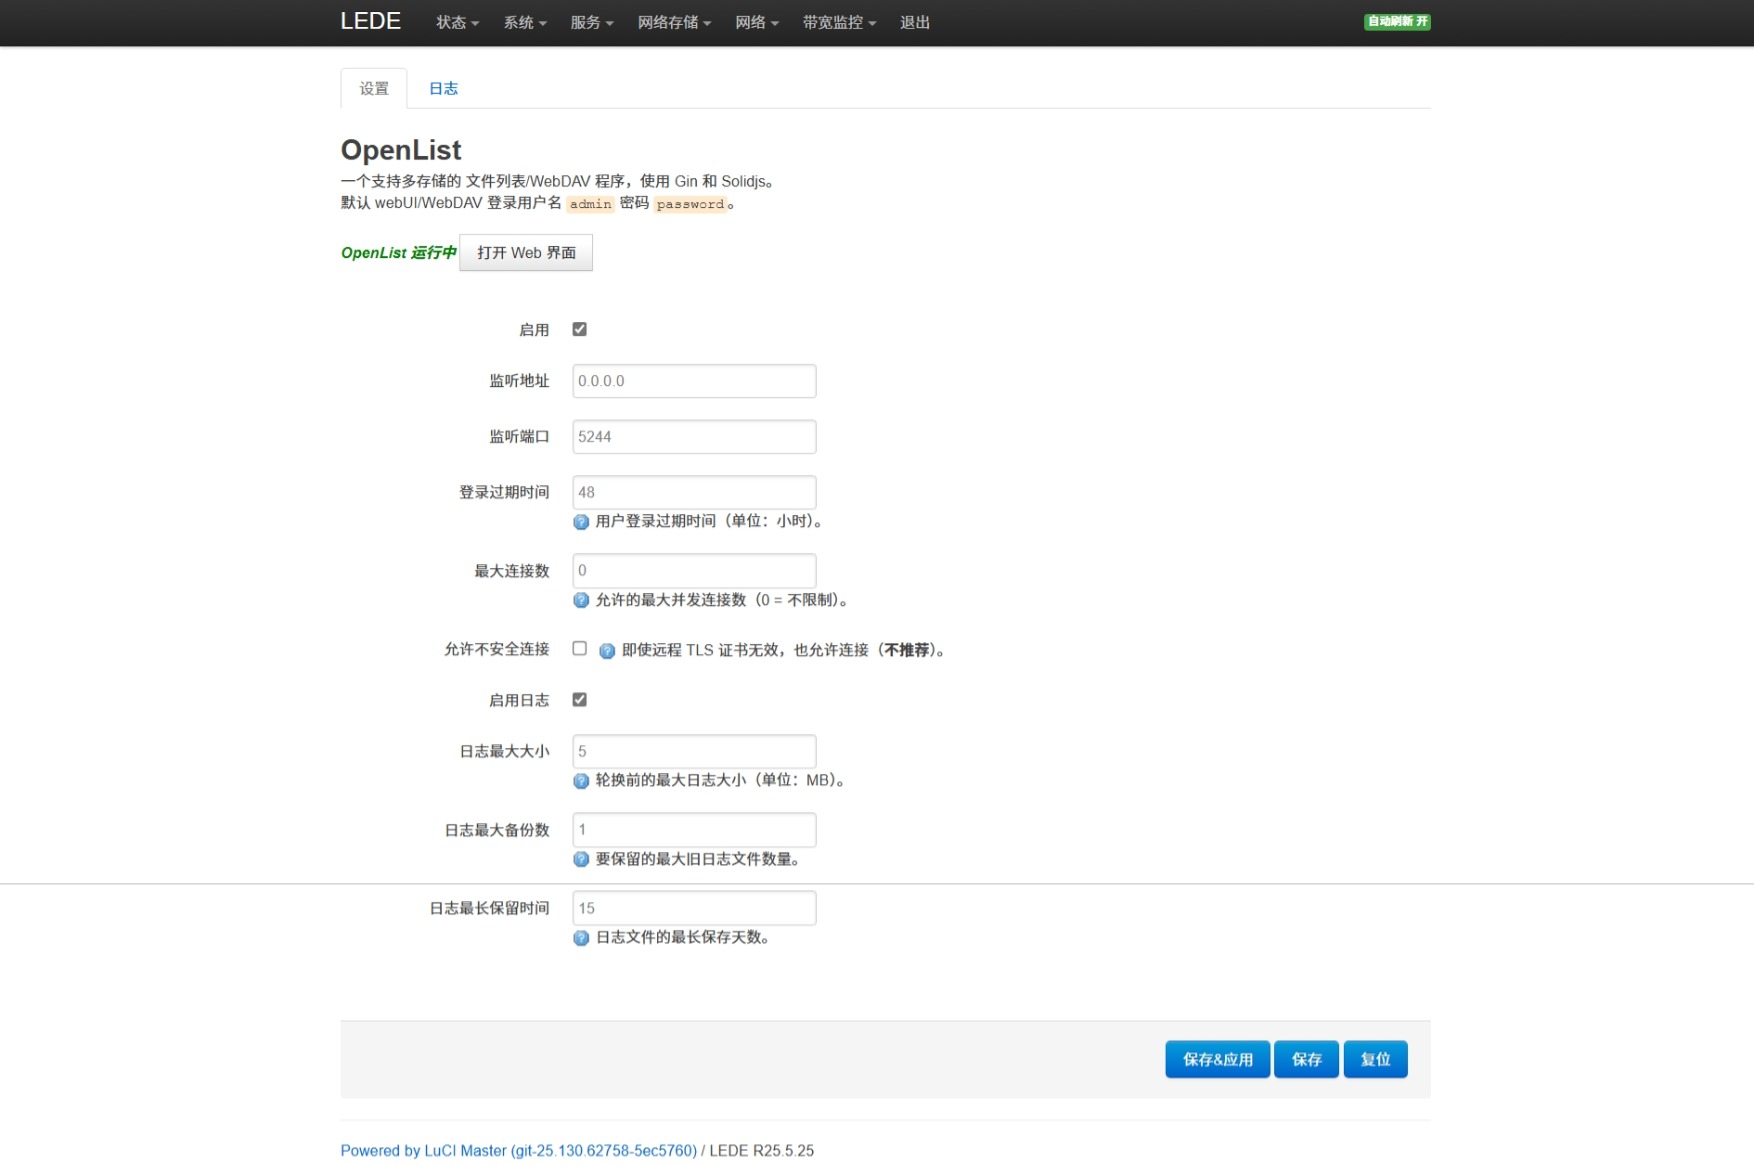 LEDE 状态 系统 服务 网络存储 网络 带宽监控 退出 自动刷新 开
设置 日志
OpenList
一个支持多存储的 文件列表/WebDAV 程序，使用 Gin 和 Solidjs。
默认 webUI/WebDAV 登录用户名 admin 密码 password。
OpenList 运行中 打开 Web 界面
启用
监听地址 0.0.0.0
监听端口 5244
登录过期时间 48
用户登录过期时间（单位：小时）。
最大连接数 0
允许的最大并发连接数（0 = 不限制）。
允许不安全连接 即使远程 TLS 证书无效，也允许连接（不推荐）。
启用日志
日志最大大小 5
轮换前的最大日志大小（单位：MB）。
日志最大备份数 1
要保留的最大旧日志文件数量。
日志最长保留时间 15
日志文件的最长保存天数。
保存&应用 保存 复位
Powered by LuCI Master (git-25.130.62758-5ec5760) / LEDE R25.5.25